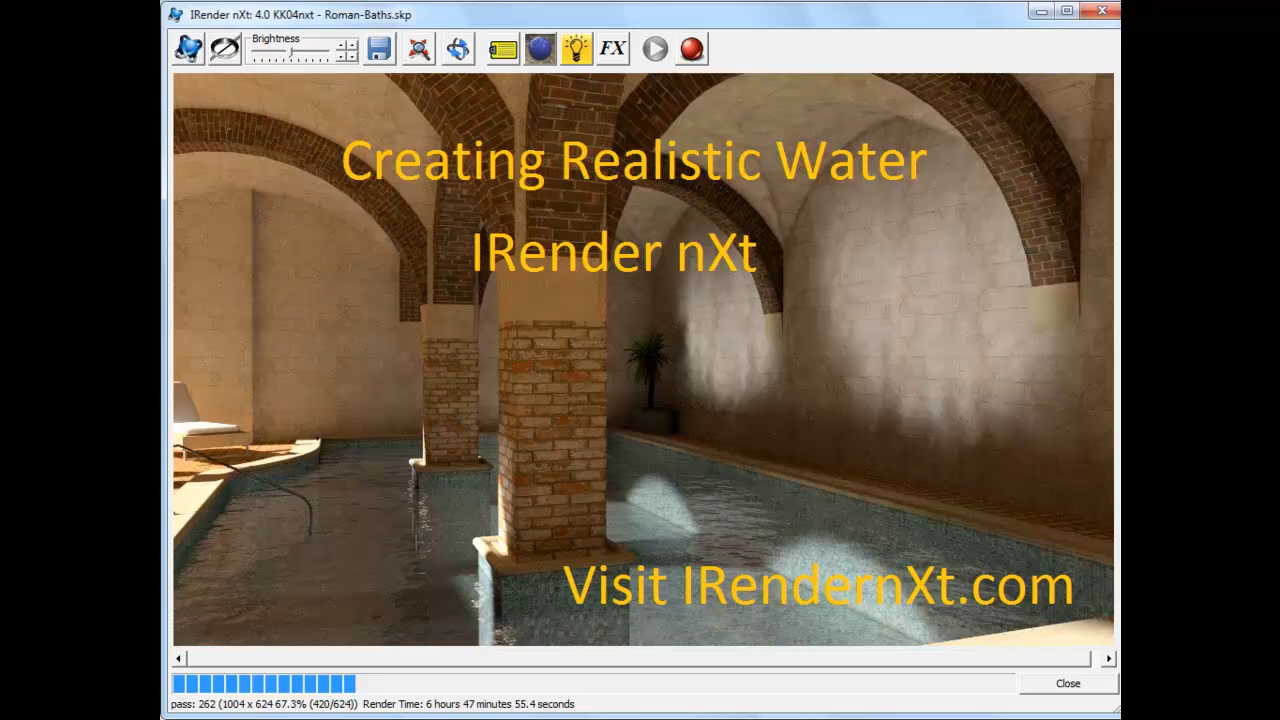 IRender nXt: 4.0 KK04nxt - Roman-Baths.skp
Brightness
FX
Creating Realistic Water
IRender nXt
Visit IRendernXt.com
Close
pass: 262 (1004 x 624 67.3% (420/624)) Render Time: 6 hours 47 minutes 55.4 seconds